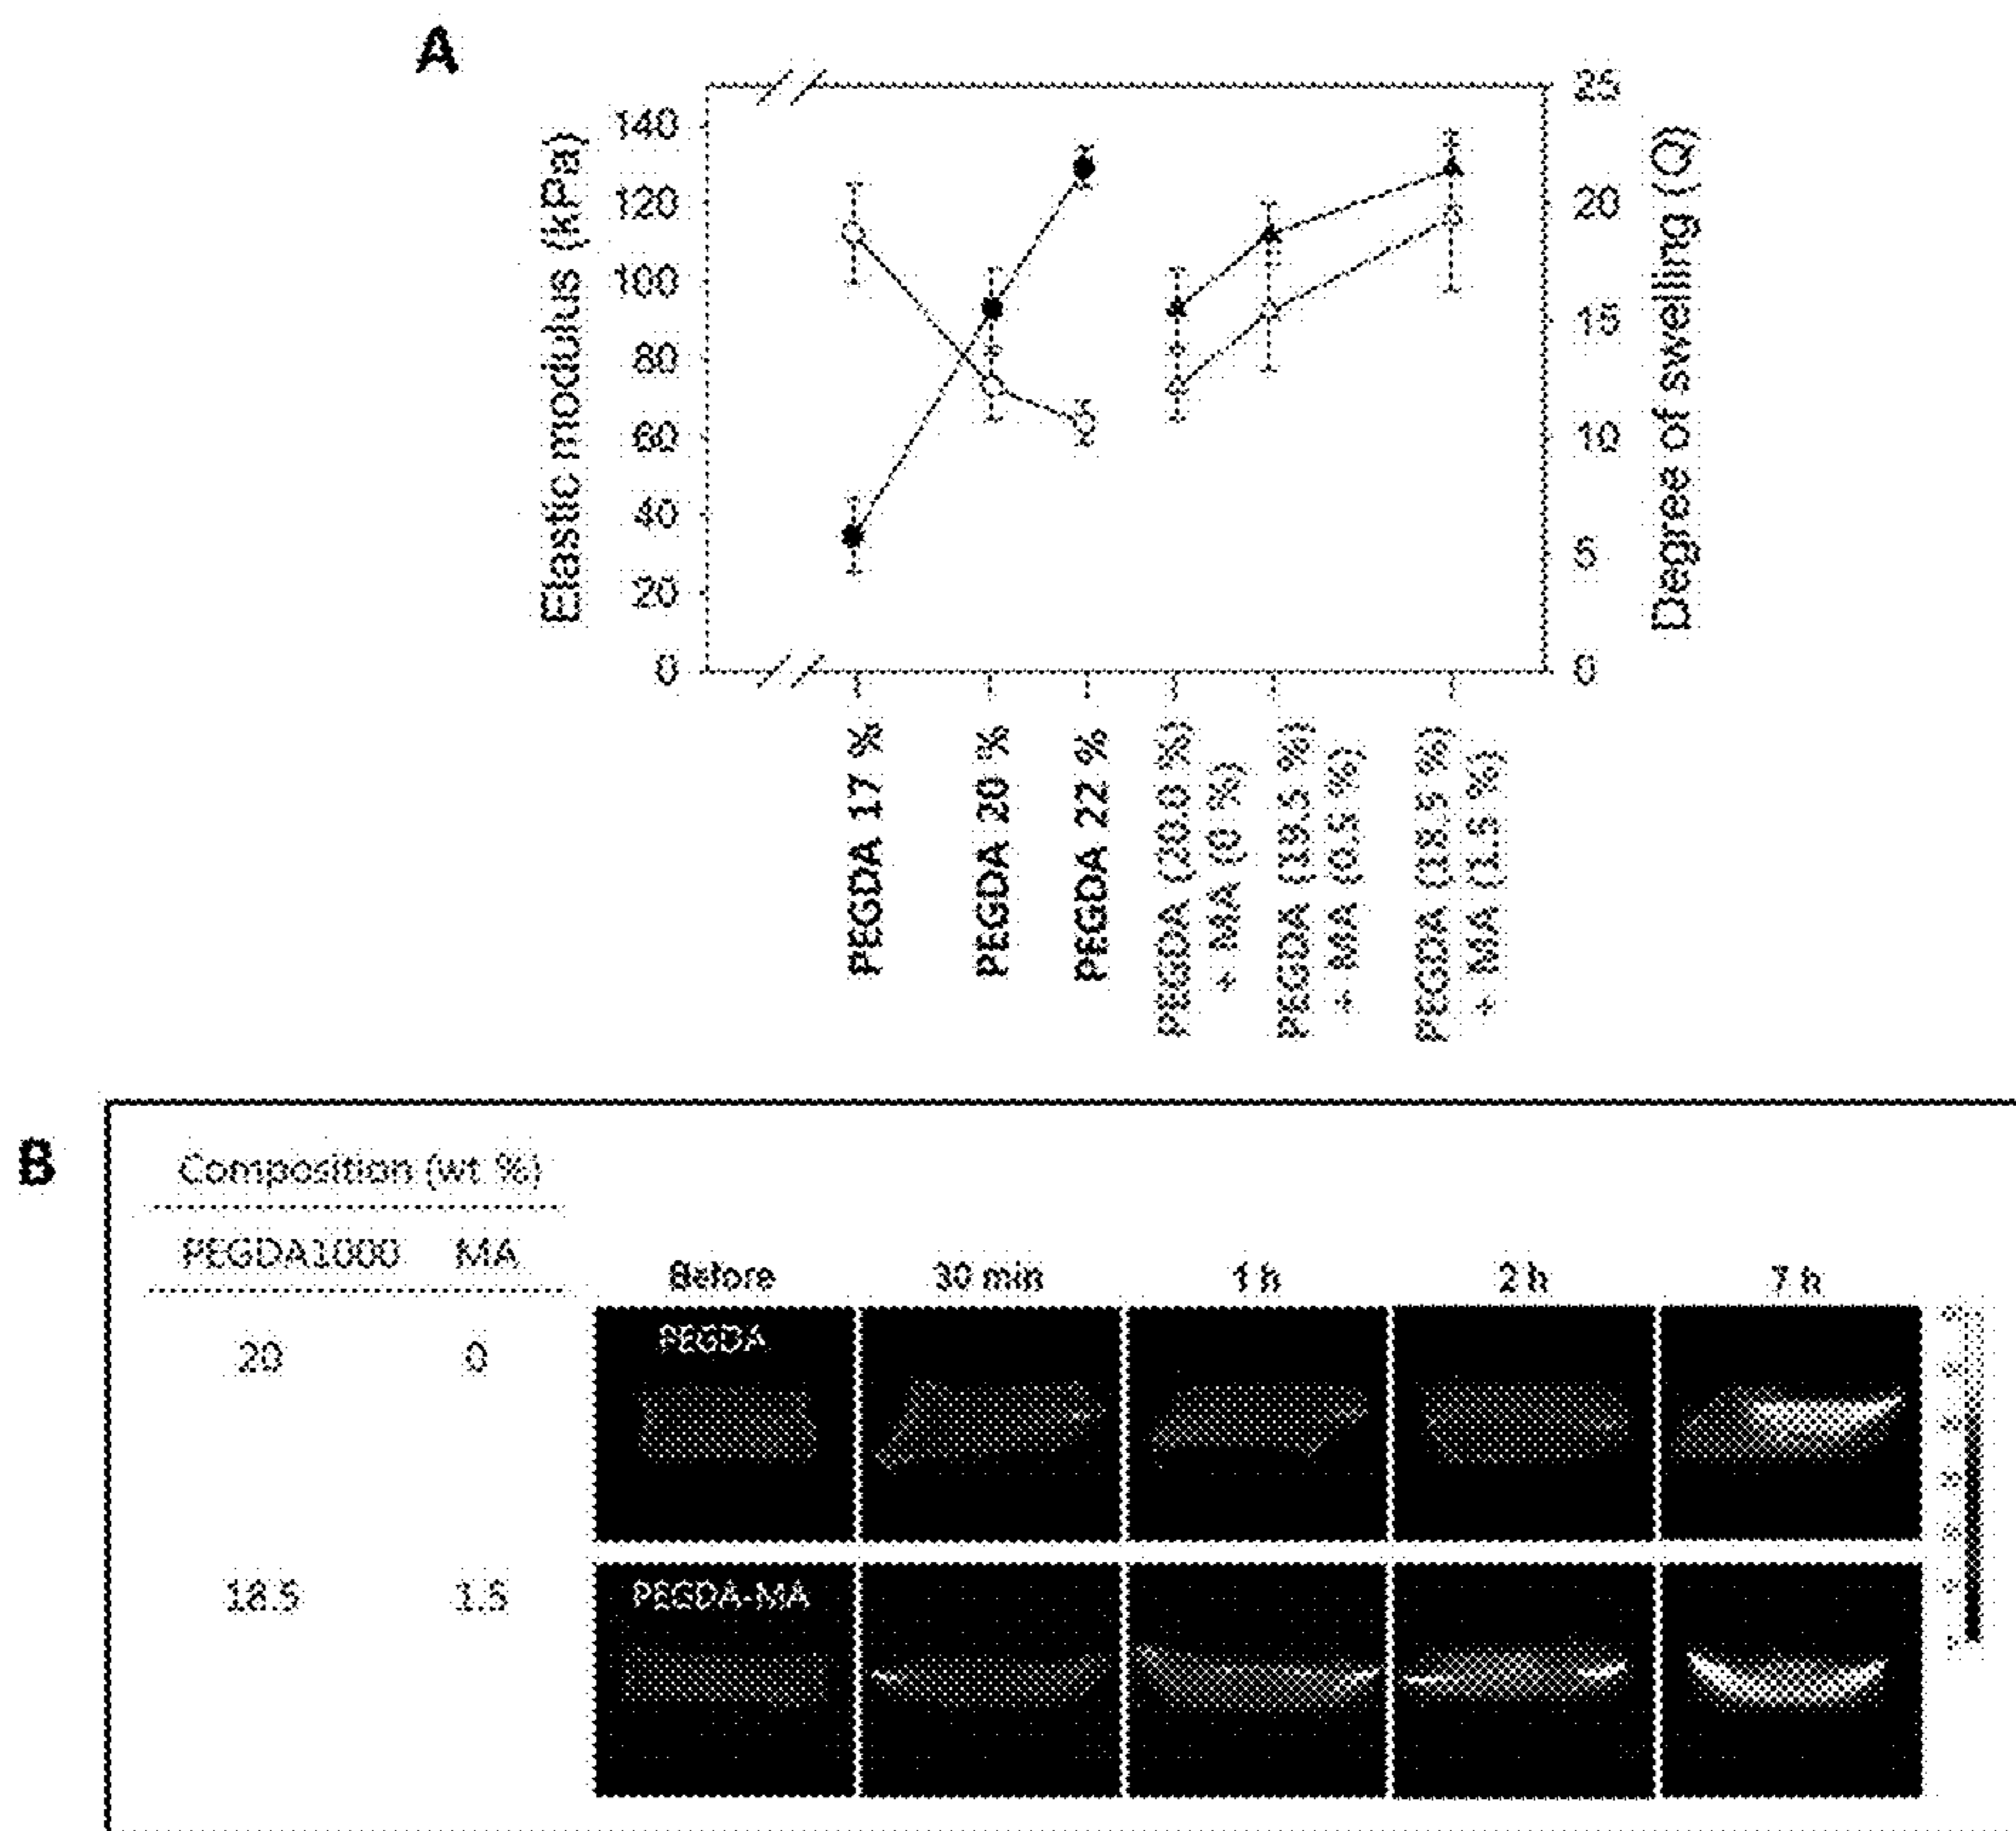 A
Elastic modulus (kPa)
140
120
100
80
60
40
20
0
25
20
15
10
5
0
Degree of swelling (Q)
PEGDA 17 %
PEGDA 20 %
PEGDA 22 %
PEGDA (20.0 %)
+ MA (0 %)
PEGDA (19.5 %)
+ MA (0.5 %)
PEGDA (18.5 %)
+ MA (1.5 %)
B
Composition (wt %)
PEGDA1000 MA
Before 30 min 1 h 2 h 7 h
20 0
PEGDA
18.5 1.5
PEGDA-MA